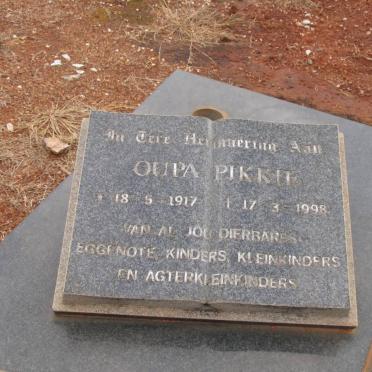 In Tere Herinnering Aan
OUPA PIKKIE
* 18-5-1917 † 17-3-1998
VAN AL JOU DIERBARES
EGGENOTE, KINDERS, KLEINKINDERS
EN AGTERKLEINKINDERS